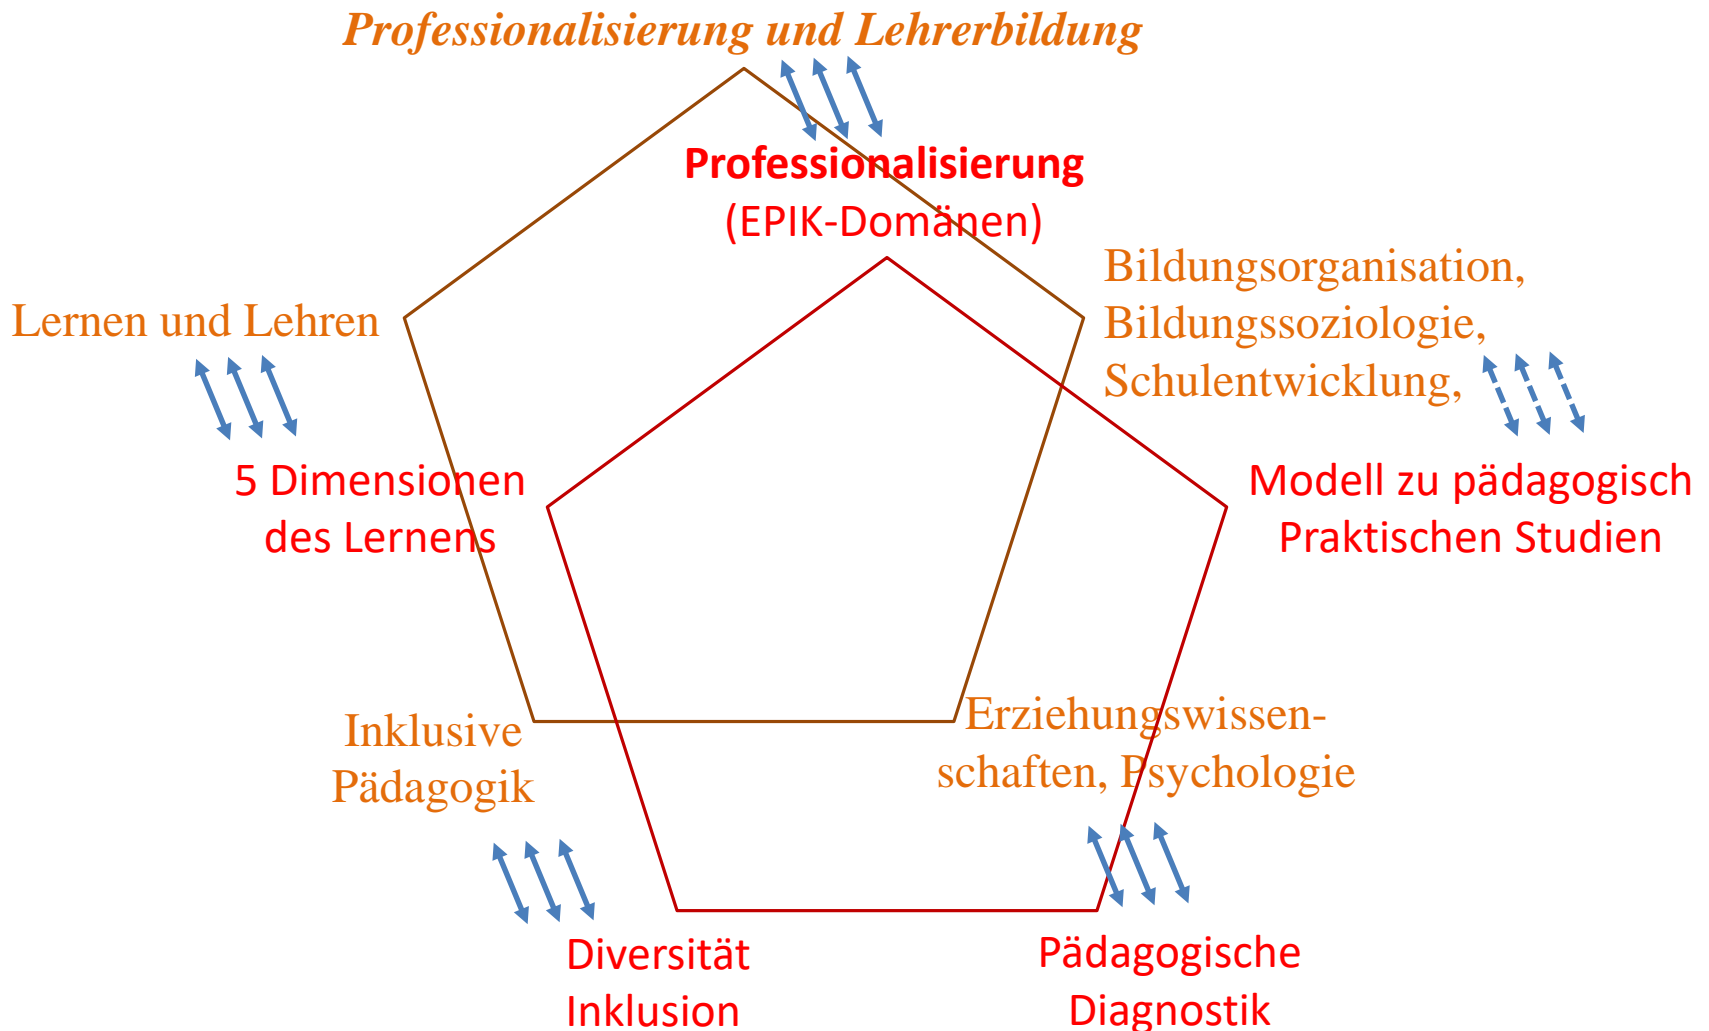 Professionalisierung und Lehrerbildung
Professionalisierung
(EPIK-Domänen)
Bildungsorganisation,
Bildungssoziologie,
Schulentwicklung,
Lernen und Lehren
5 Dimensionen
des Lernens
Modell zu pädagogisch
Praktischen Studien
Inklusive
Pädagogik
Erziehungswissen-
schaften, Psychologie
Diversität
Inklusion
Pädagogische
Diagnostik